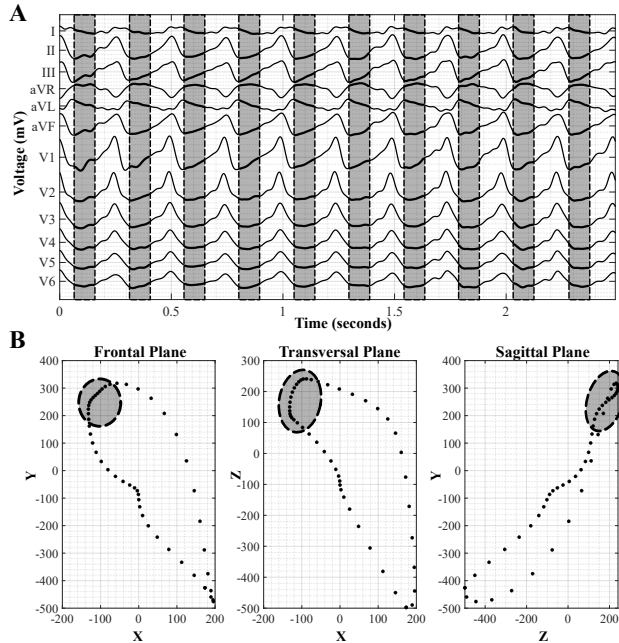 A
Voltage (mV)
I
II
III
aVR
aVL
aVF
V1
V2
V3
V4
V5
V6
0 0.5 1 1.5 2
Time (seconds)
B
Frontal Plane Transversal Plane Sagittal Plane
400 300 400
300 200 300
200 100 200
100 0 100
0 -100 0
-100 -200 -100
-200 -300 -200
-300 -400 -300
-400 -500 -400
-500 -500
Y Z Y
-200 -100 0 100 200 -200 -100 0 100 200 -400 -200 0 200
X X Z